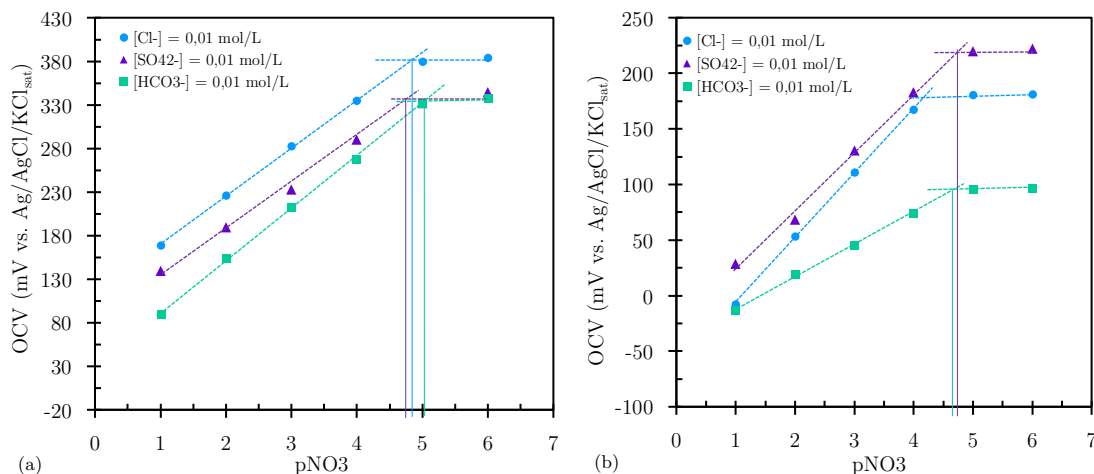 430
380
330
280
230
180
130
80
30
-20
OCV (mV vs. Ag/AgCl/KCl_sat)
[Cl-] = 0,01 mol/L
[SO42-] = 0,01 mol/L
[HCO3-] = 0,01 mol/L
0 1 2 3 4 5 6 7
pNO3
(a)
250
200
150
100
50
0
-50
-100
OCV (mV vs. Ag/AgCl/KCl_sat)
[Cl-] = 0,01 mol/L
[SO42-] = 0,01 mol/L
[HCO3-] = 0,01 mol/L
0 1 2 3 4 5 6 7
pNO3
(b)